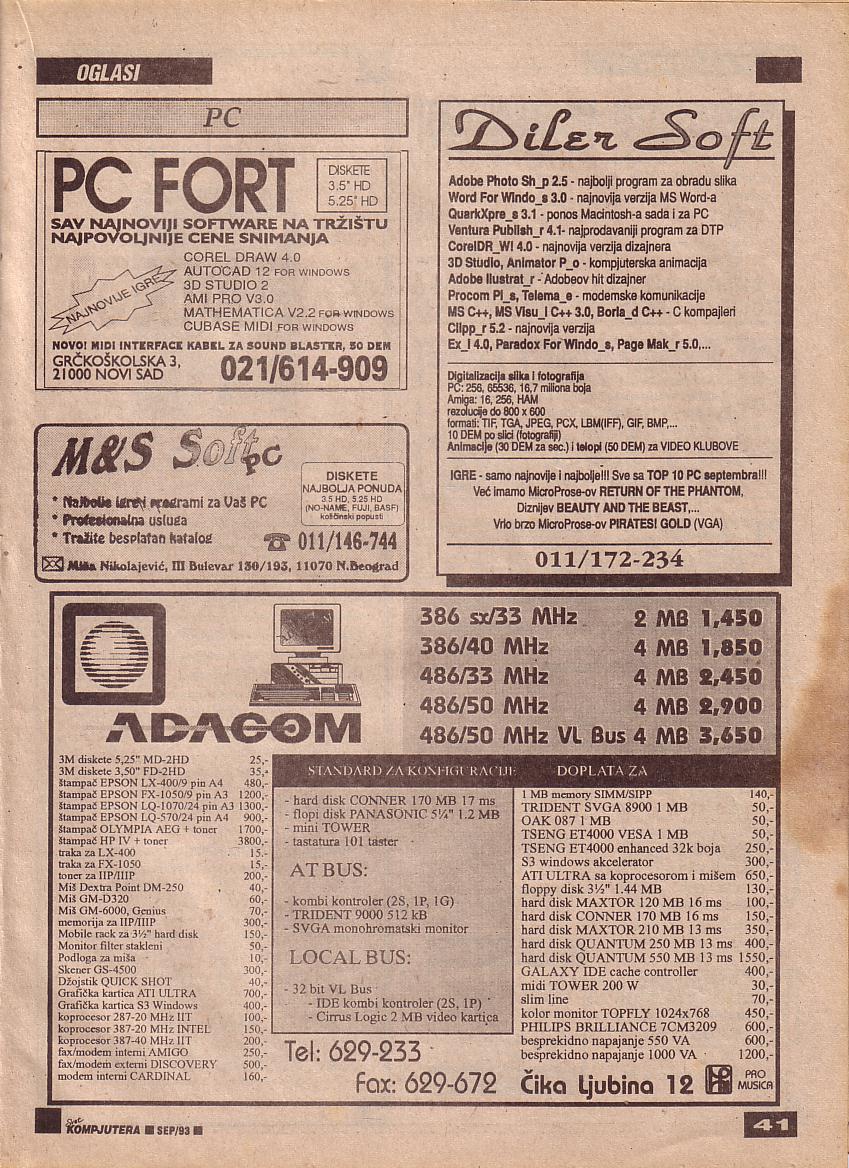 OGLASI
PC
PC FORT
DISKETE
3.5" HD
5.25" HD
SAV NAJNOVIJI SOFTWARE NA TRŽIŠTU
NAJPOVOLJNIJE CENE SNIMANJA
NAJNOVIJE IGRE
COREL DRAW 4.0
AUTOCAD 12 FOR WINDOWS
3D STUDIO 2
AMI PRO V3.0
MATHEMATICA V2.2 FOR WINDOWS
CUBASE MIDI FOR WINDOWS
NOVO! MIDI INTERFACE KABEL ZA SOUND BLASTER, 50 DEM
GRČKOŠKOLSKA 3,
21000 NOVI SAD
021/614-909
M&S Soft PC
* Najbolje igre i programi za Vaš PC
* Profesionalna usluga
* Tražite besplatan katalog
DISKETE
NAJBOLJA PONUDA
3.5 HD, 5.25 HD
(NO-NAME, FUJI, BASF)
količinski popusti
011/146-744
Miša Nikolajević, III Bulevar 130/193, 11070 N.Beograd
Diler Soft
Adobe Photo Sh_p 2.5 - najbolji program za obradu slika
Word For Windo_s 3.0 - najnovija verzija MS Word-a
QuarkXpre_s 3.1 - ponos Macintosh-a sada i za PC
Ventura Publish_r 4.1- najprodavaniji program za DTP
CorelDR_W! 4.0 - najnovija verzija dizajnera
3D Studio, Animator P_o - kompjuterska animacija
Adobe Ilustrat_r - Adobeov hit dizajner
Procom Pl_s, Telema_e - modemske komunikacije
MS C++, MS Visu_l C++ 3.0, Borla_d C++ - C kompajleri
Clipp_r 5.2 - najnovija verzija
Ex_l 4.0, Paradox For Windo_s, Page Mak_r 5.0,...
Digitalizacija slika i fotografija
PC: 256, 65536, 16,7 miliona boja
Amiga: 16, 256, HAM
rezolucije do 800 x 600
formati: TIF, TGA, JPEG, PCX, LBM(IFF), GIF, BMP,...
10 DEM po slici (fotografiji)
Animacije (30 DEM za sec.) i telopi (50 DEM) za VIDEO KLUBOVE
IGRE - samo najnovije i najbolje!!! Sve sa TOP 10 PC septembra!!!
Već imamo MicroProse-ov RETURN OF THE PHANTOM,
Diznijev BEAUTY AND THE BEAST,...
Vrlo brzo MicroProse-ov PIRATES! GOLD (VGA)
011/172-234
ADACOM
386 sx/33 MHz 2 MB 1,450
386/40 MHz 4 MB 1,850
486/33 MHz 4 MB 2,450
486/50 MHz 4 MB 2,900
486/50 MHz VL Bus 4 MB 3,650
3M diskete 5,25" MD-2HD 25,-
3M diskete 3,50" FD-2HD 35,-
štampač EPSON LX-400/9 pin A4 480,-
štampač EPSON FX-1050/9 pin A3 1200,-
štampač EPSON LQ-1070/24 pin A3 1300,-
štampač EPSON LQ-570/24 pin A4 900,-
štampač OLYMPIA AEG + toner 1700,-
štampač HP IV + toner 3800,-
traka za LX-400 15,-
traka za FX-1050 15,-
toner za IIP/IIIP 200,-
Miš Dextra Point DM-250 40,-
Miš GM-D320 60,-
Miš GM-6000, Genius 70,-
memorija za IIP/IIIP 300,-
Mobile rack za 3½" hard disk 150,-
Monitor filter stakleni 50,-
Podloga za miša 10,-
Skener GS-4500 300,-
Džojstik QUICK SHOT 40,-
Grafička kartica ATI ULTRA 700,-
Grafička kartica S3 Windows 400,-
koprocesor 287-20 MHz IIT 100,-
koprocesor 387-20 MHz INTEL 150,-
koprocesor 387-40 MHz IIT 200,-
fax/modem interni AMIGO 250,-
fax/modem externi DISCOVERY 500,-
modem interni CARDINAL 160,-
STANDARD ZA KONFIGURACIJE
- hard disk CONNER 170 MB 17 ms
- flopi disk PANASONIC 5¼" 1.2 MB
- mini TOWER
- tastatura 101 taster
AT BUS:
- kombi kontroler (2S, 1P, 1G)
- TRIDENT 9000 512 kB
- SVGA monohromatski monitor
LOCAL BUS:
- 32 bit VL Bus
- IDE kombi kontroler (2S, 1P)
- Cirrus Logic 2 MB video kartica
DOPLATA ZA
1 MB memory SIMM/SIPP 140,-
TRIDENT SVGA 8900 1 MB 50,-
OAK 087 1 MB 50,-
TSENG ET4000 VESA 1 MB 50,-
TSENG ET4000 enhanced 32k boja 250,-
S3 windows akcelerator 300,-
ATI ULTRA sa koprocesorom i mišem 650,-
floppy disk 3½" 1.44 MB 130,-
hard disk MAXTOR 120 MB 16 ms 100,-
hard disk CONNER 170 MB 16 ms 150,-
hard disk MAXTOR 210 MB 13 ms 350,-
hard disk QUANTUM 250 MB 13 ms 400,-
hard disk QUANTUM 550 MB 13 ms 1550,-
GALAXY IDE cache controller 400,-
midi TOWER 200 W 30,-
slim line 70,-
kolor monitor TOPFLY 1024x768 450,-
PHILIPS BRILLIANCE 7CM3209 600,-
besprekidno napajanje 550 VA 600,-
besprekidno napajanje 1000 VA 1200,-
Tel: 629-233
Fax: 629-672
Čika Ljubina 12
PRO
MUSICA
Svet
KOMPJUTERA SEP/93
41